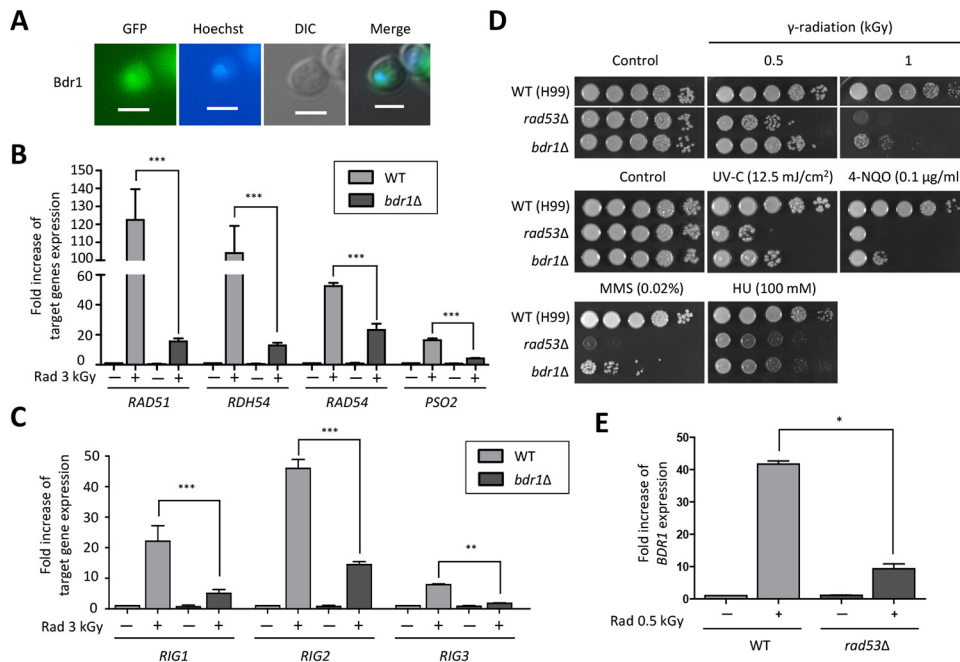 A
GFP Hoechst DIC Merge
Bdr1
B
Fold increase of
target genes expression
150
140
130
120
110
100
90
60
40
20
0
WT
bdr1Δ
*** *** *** ***
— + — + — + — + — + — + — + — +
Rad 3 kGy
RAD51 RDH54 RAD54 PSO2
C
Fold increase of
target gene expression
50
40
30
20
10
0
WT
bdr1Δ
*** *** **
— + — + — + — + — + — +
Rad 3 kGy
RIG1 RIG2 RIG3
D
γ-radiation (kGy)
Control 0.5 1
WT (H99)
rad53Δ
bdr1Δ
Control UV-C (12.5 mJ/cm²) 4-NQO (0.1 µg/ml
WT (H99)
rad53Δ
bdr1Δ
MMS (0.02%) HU (100 mM)
WT (H99)
rad53Δ
bdr1Δ
E
Fold increase of
BDR1 expression
50
40
30
20
10
0
*
— + — +
Rad 0.5 kGy
WT rad53Δ